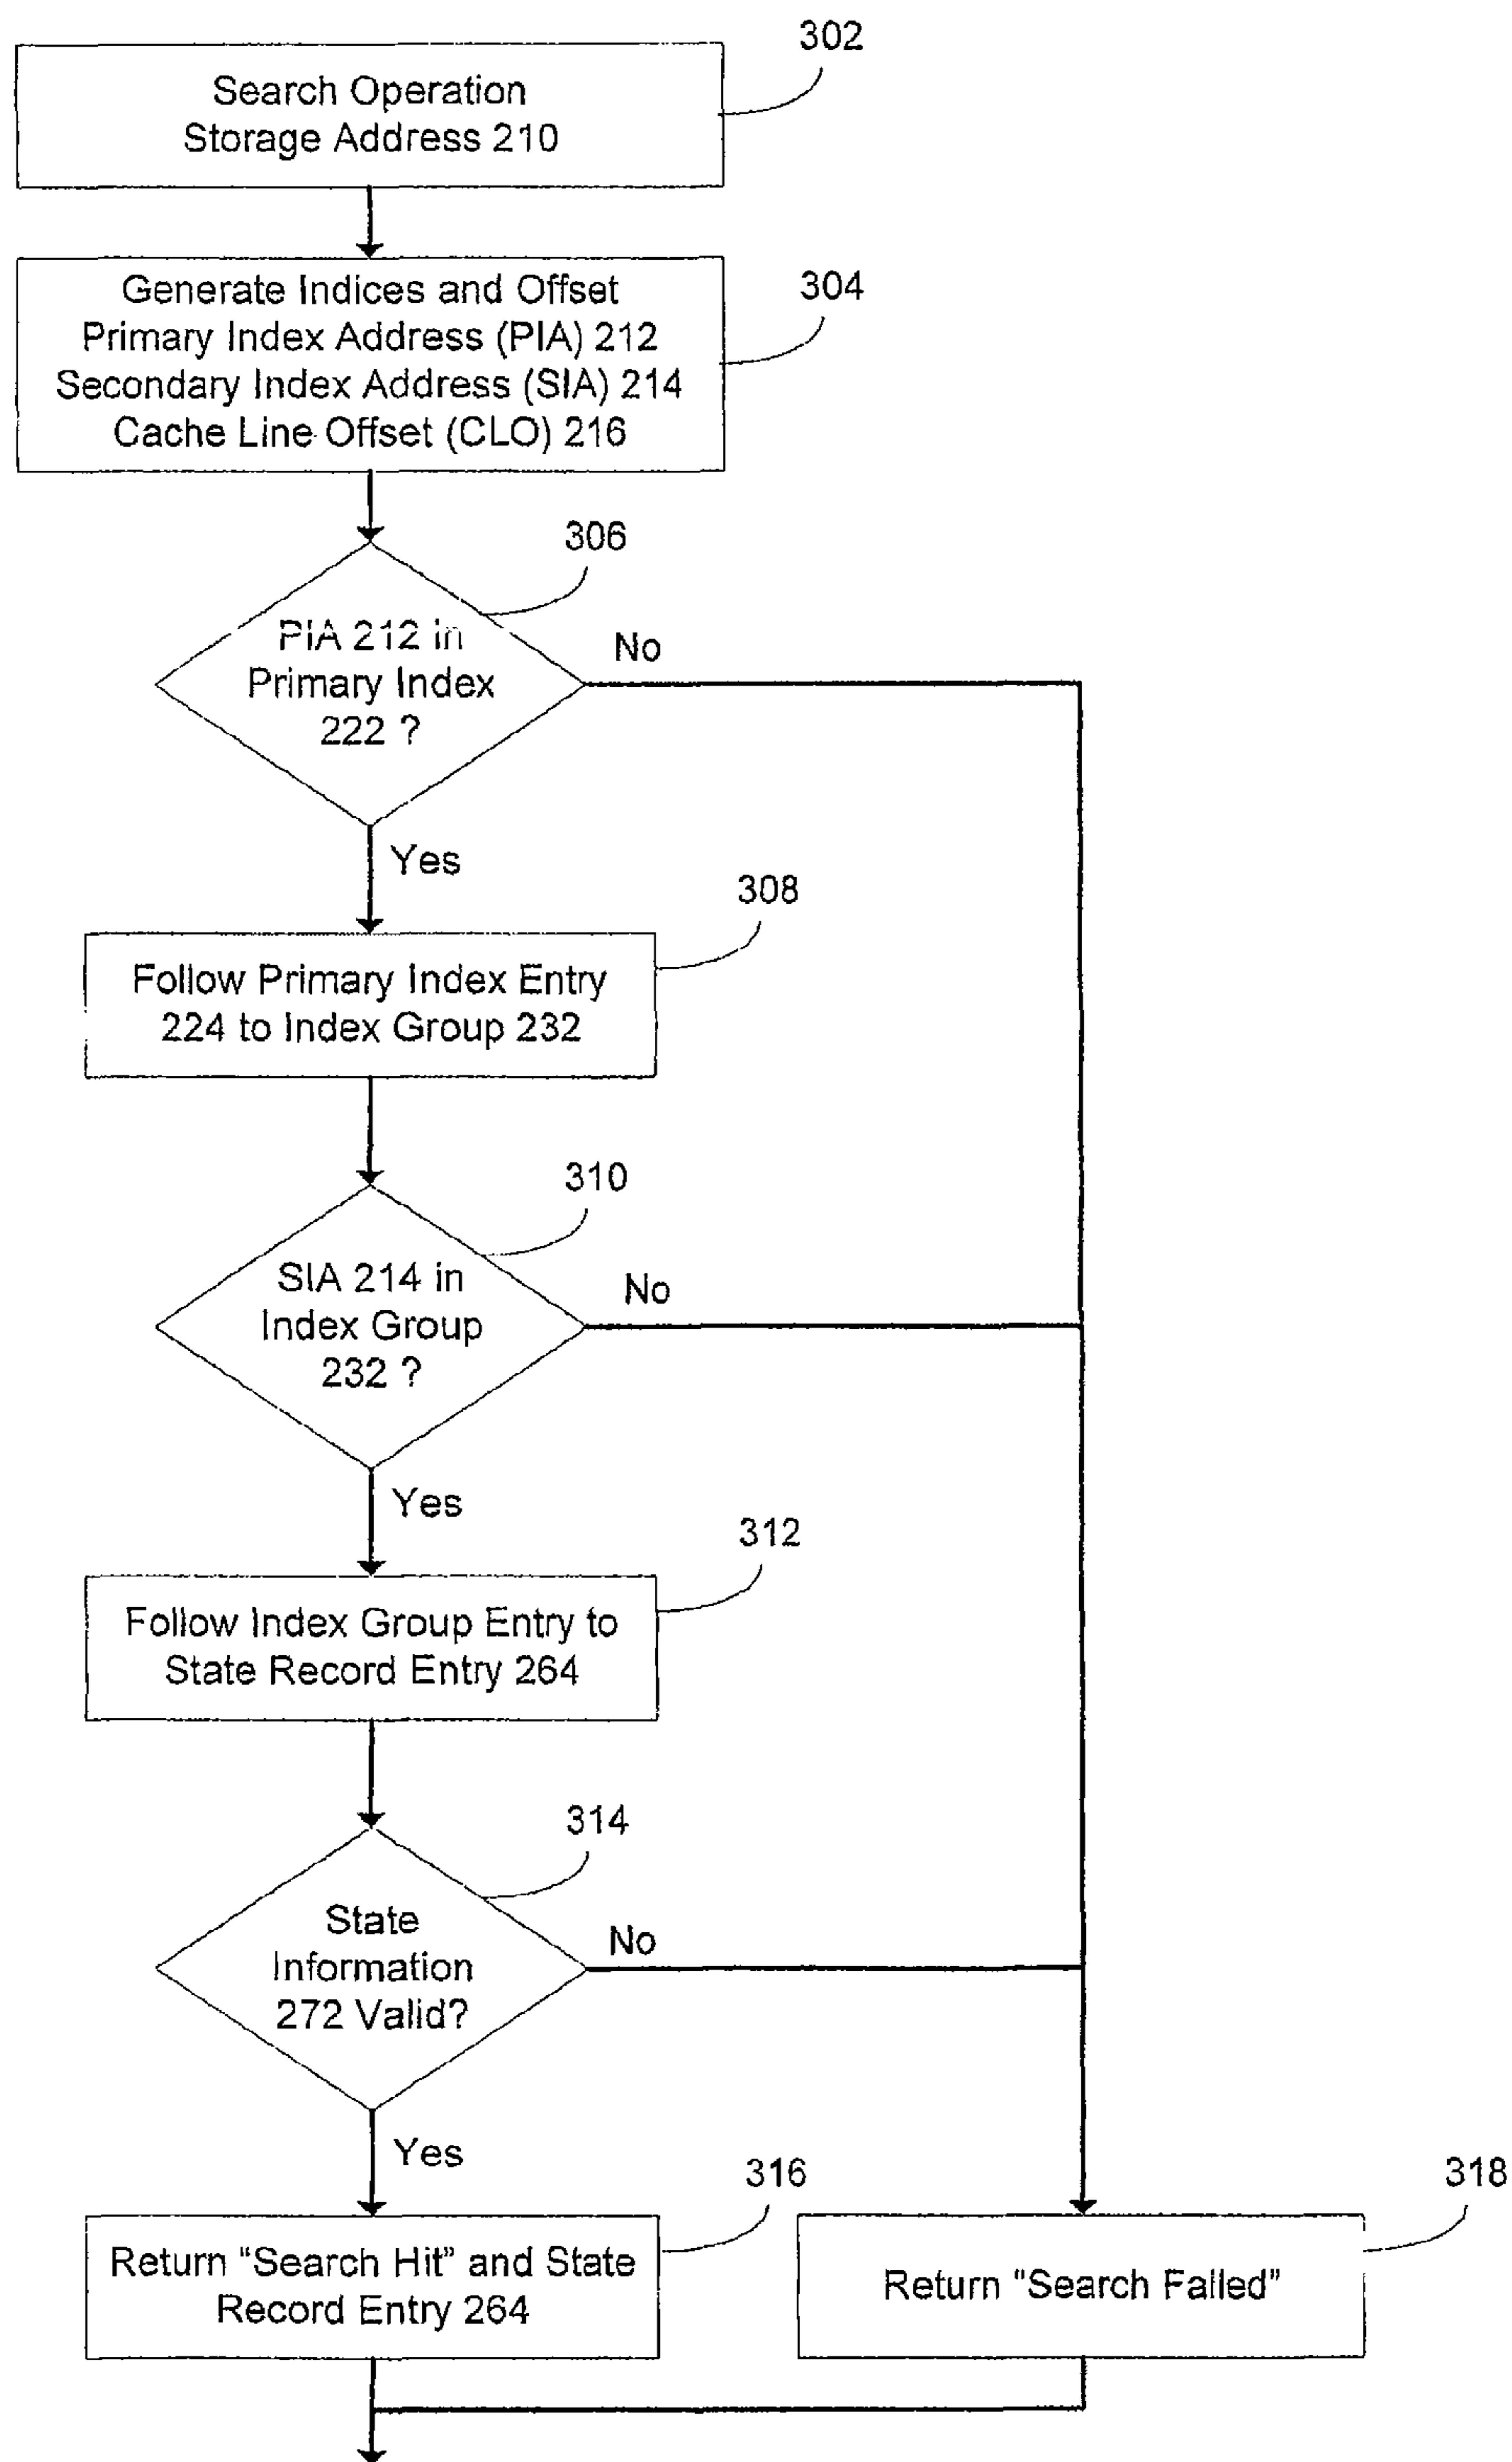 302
Search Operation
Storage Address 210
304
Generate Indices and Offset
Primary Index Address (PIA) 212
Secondary Index Address (SIA) 214
Cache Line Offset (CLO) 216
306
PIA 212 in
Primary Index
222 ?
No
Yes
308
Follow Primary Index Entry
224 to Index Group 232
310
SIA 214 in
Index Group
232 ?
No
Yes
312
Follow Index Group Entry to
State Record Entry 264
314
State
Information
272 Valid?
No
Yes
316
Return “Search Hit” and State
Record Entry 264
318
Return “Search Failed”